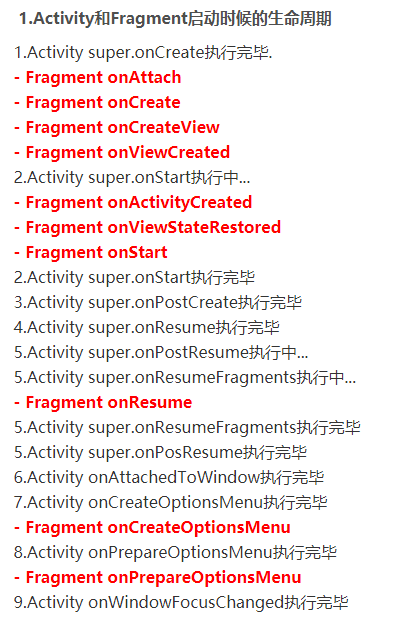 1.Activity和Fragment启动时候的生命周期
1.Activity super.onCreate执行完毕.
- Fragment onAttach
- Fragment onCreate
- Fragment onCreateView
- Fragment onViewCreated
2.Activity super.onStart执行中...
- Fragment onActivityCreated
- Fragment onViewStateRestored
- Fragment onStart
2.Activity super.onStart执行完毕
3.Activity super.onPostCreate执行完毕
4.Activity super.onResume执行完毕
5.Activity super.onPostResume执行中...
5.Activity super.onResumeFragments执行中...
- Fragment onResume
5.Activity super.onResumeFragments执行完毕
5.Activity super.onPosResume执行完毕
6.Activity onAttachedToWindow执行完毕
7.Activity onCreateOptionsMenu执行完毕
- Fragment onCreateOptionsMenu
8.Activity onPrepareOptionsMenu执行完毕
- Fragment onPrepareOptionsMenu
9.Activity onWindowFocusChanged执行完毕